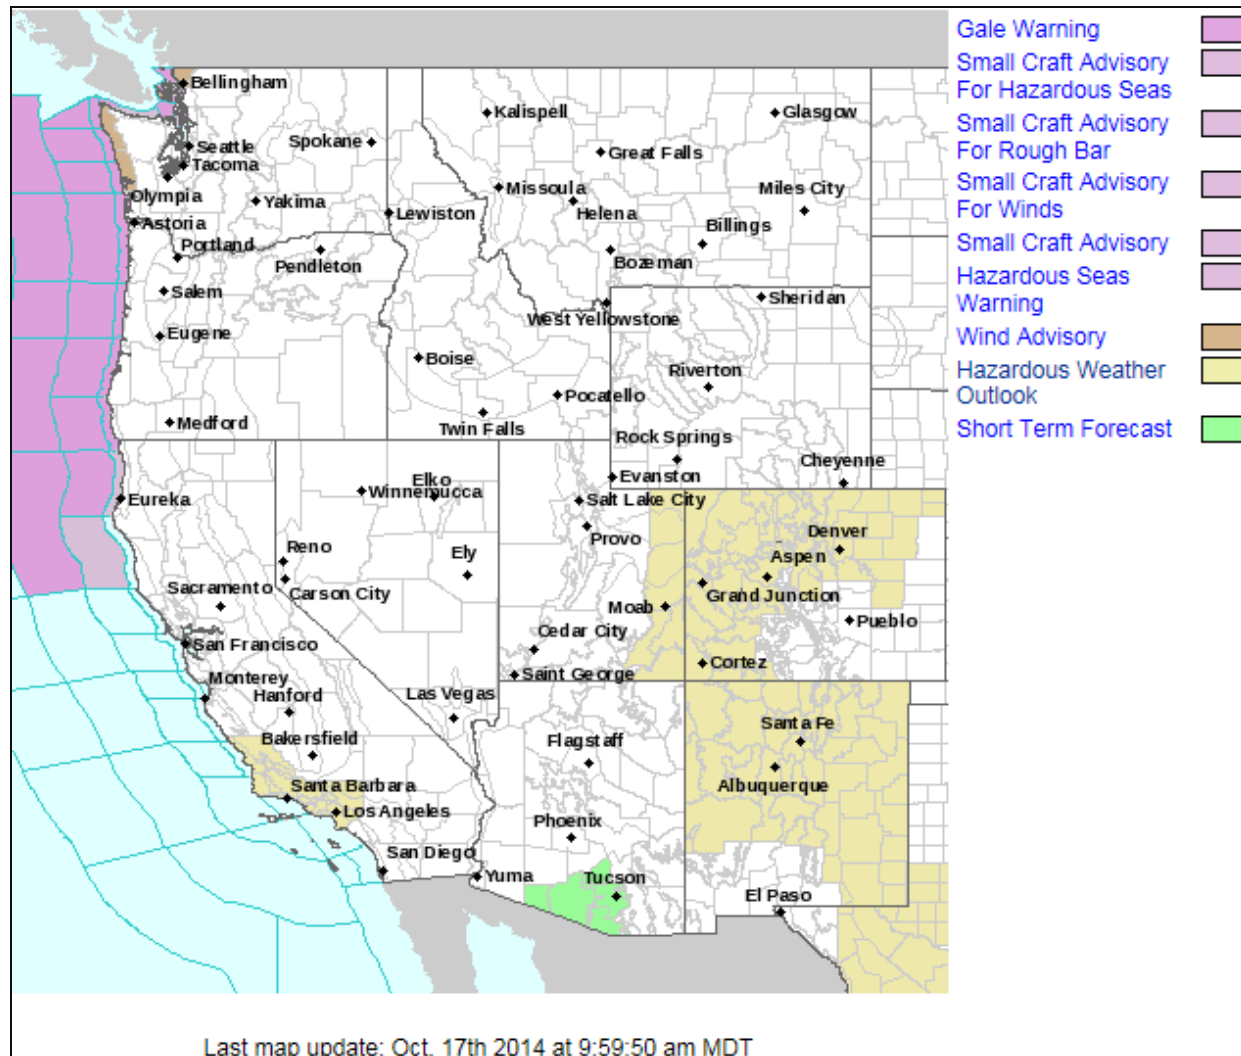 Gale Warning
Small Craft Advisory
For Hazardous Seas
Small Craft Advisory
For Rough Bar
Small Craft Advisory
For Winds
Small Craft Advisory
Hazardous Seas
Warning
Wind Advisory
Hazardous Weather
Outlook
Short Term Forecast
Bellingham
Seattle
Tacoma
Olympia
Spokane
Yakima
Astoria
Portland
Pendleton
Salem
Eugene
Medford
Kalispell
Glasgow
Great Falls
Missoula
Miles City
Helena
Lewiston
Billings
Bozeman
Sheridan
West Yellowstone
Boise
Riverton
Pocatello
Twin Falls
Rock Springs
Cheyenne
Evanston
Elko
Winnemucca
Salt Lake City
Eureka
Provo
Denver
Reno
Ely
Aspen
Sacramento
Carson City
Grand Junction
Moab
Pueblo
Cedar City
San Francisco
Cortez
Saint George
Monterey
Hanford
Las Vegas
Bakersfield
Flagstaff
Santa Fe
Albuquerque
Santa Barbara
Los Angeles
Phoenix
San Diego
Yuma
Tucson
El Paso
Last map update: Oct. 17th 2014 at 9:59:50 am MDT